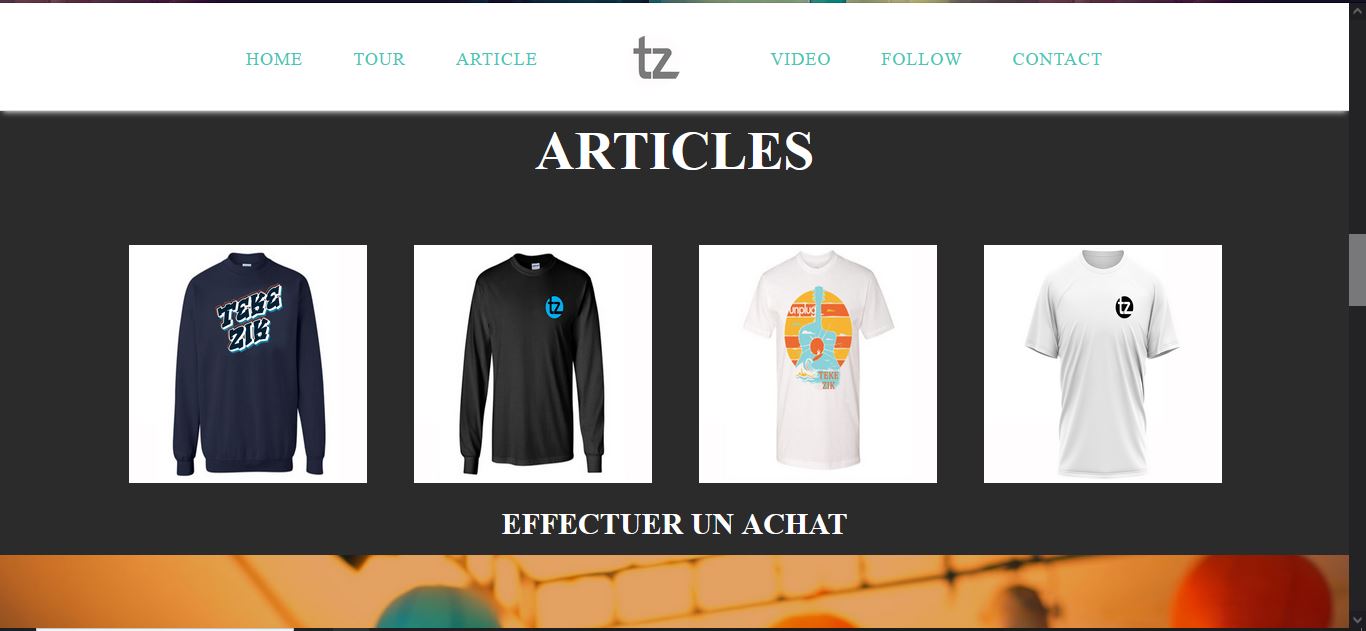 HOME TOUR ARTICLE tz VIDEO FOLLOW CONTACT
ARTICLES
TEKE
ZIK
tz
unplug
TEKE
ZIK
tz
EFFECTUER UN ACHAT